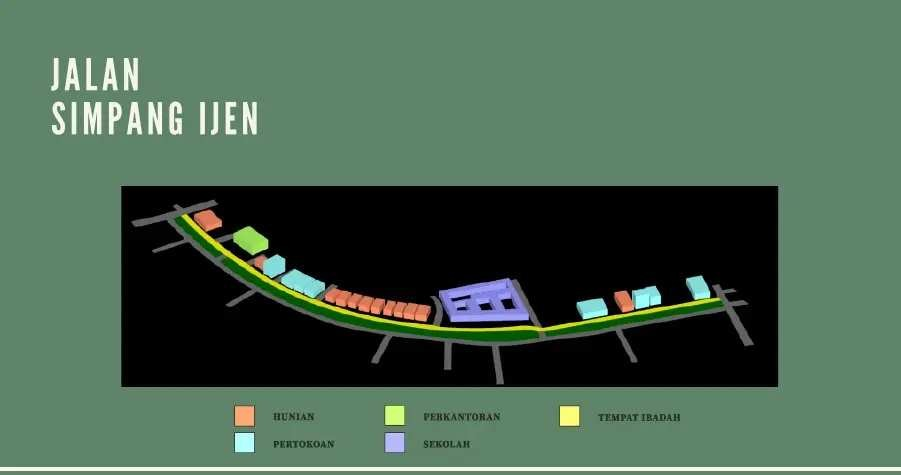 JALAN
SIMPANG IJEN
HUNIAN
PERKANTORAN
TEMPAT IBADAH
PERTOKOAN
SEKOLAH